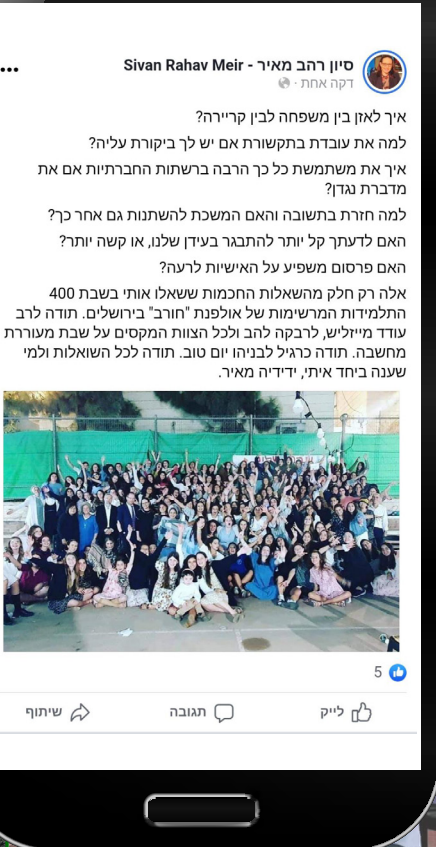 סיון רהב מאיר - Sivan Rahav Meir
דקה אחת
איך לאזן בין משפחה לבין קריירה?
למה את עובדת בתקשורת אם יש לך ביקורת עליה?
איך את משתמשת כל כך הרבה ברשתות החברתיות אם את
מדברת נגדן?
למה חזרת בתשובה והאם המשכת להשתנות גם אחר כך?
האם לדעתך קל יותר להתבגר בעידן שלנו, או קשה יותר?
האם פרסום משפיע על האישיות לרעה?
אלה רק חלק מהשאלות החכמות ששאלו אותי בשבת 400
התלמידות המרשימות של אולפנת "חורב" בירושלים. תודה לרב
עודד מייזליש, לרבקה להב ולכל הצוות המקסים על שבת מעוררת
מחשבה. תודה כרגיל לבניהו יום טוב. תודה לכל השואלות ולמי
שענה ביחד איתי, ידידיה מאיר.
5
לייק
תגובה
שיתוף